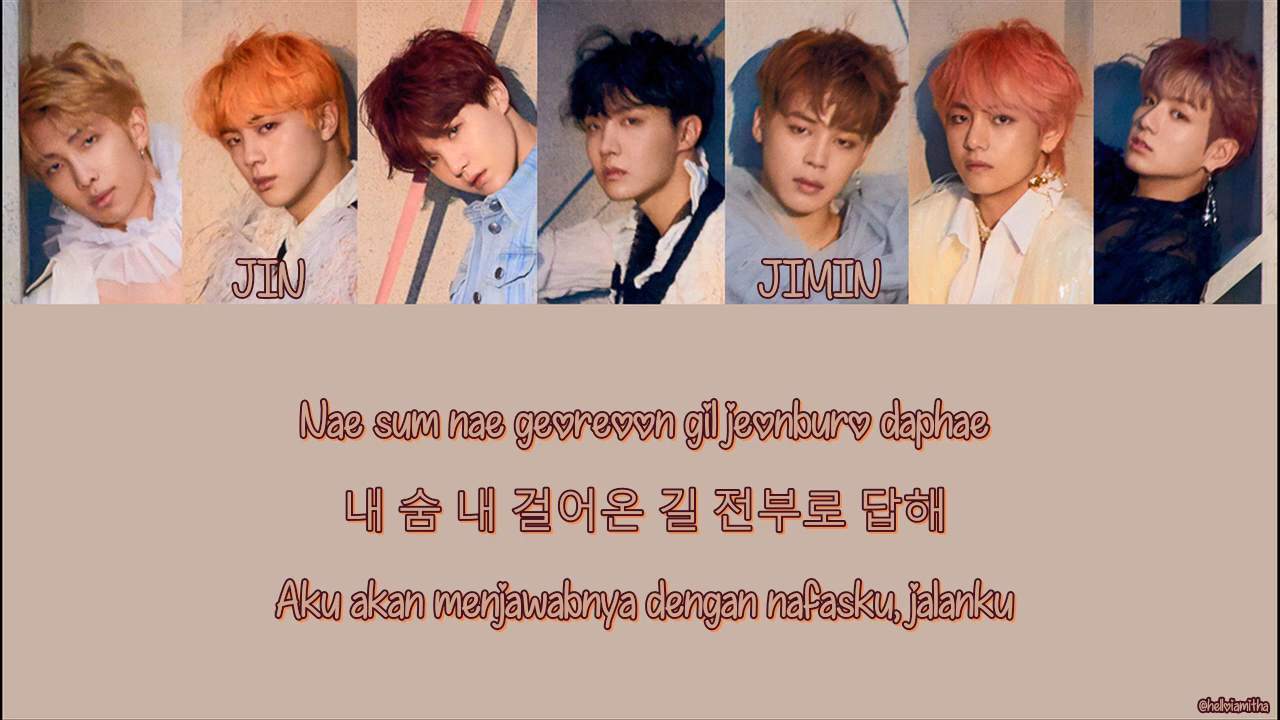 JIN
JIMIN
Nae sum nae georeoon gil jeonburo daphae
내 숨 내 걸어온 길 전부로 답해
Aku akan menjawabnya dengan nafasku, jalanku
@helloiamitha